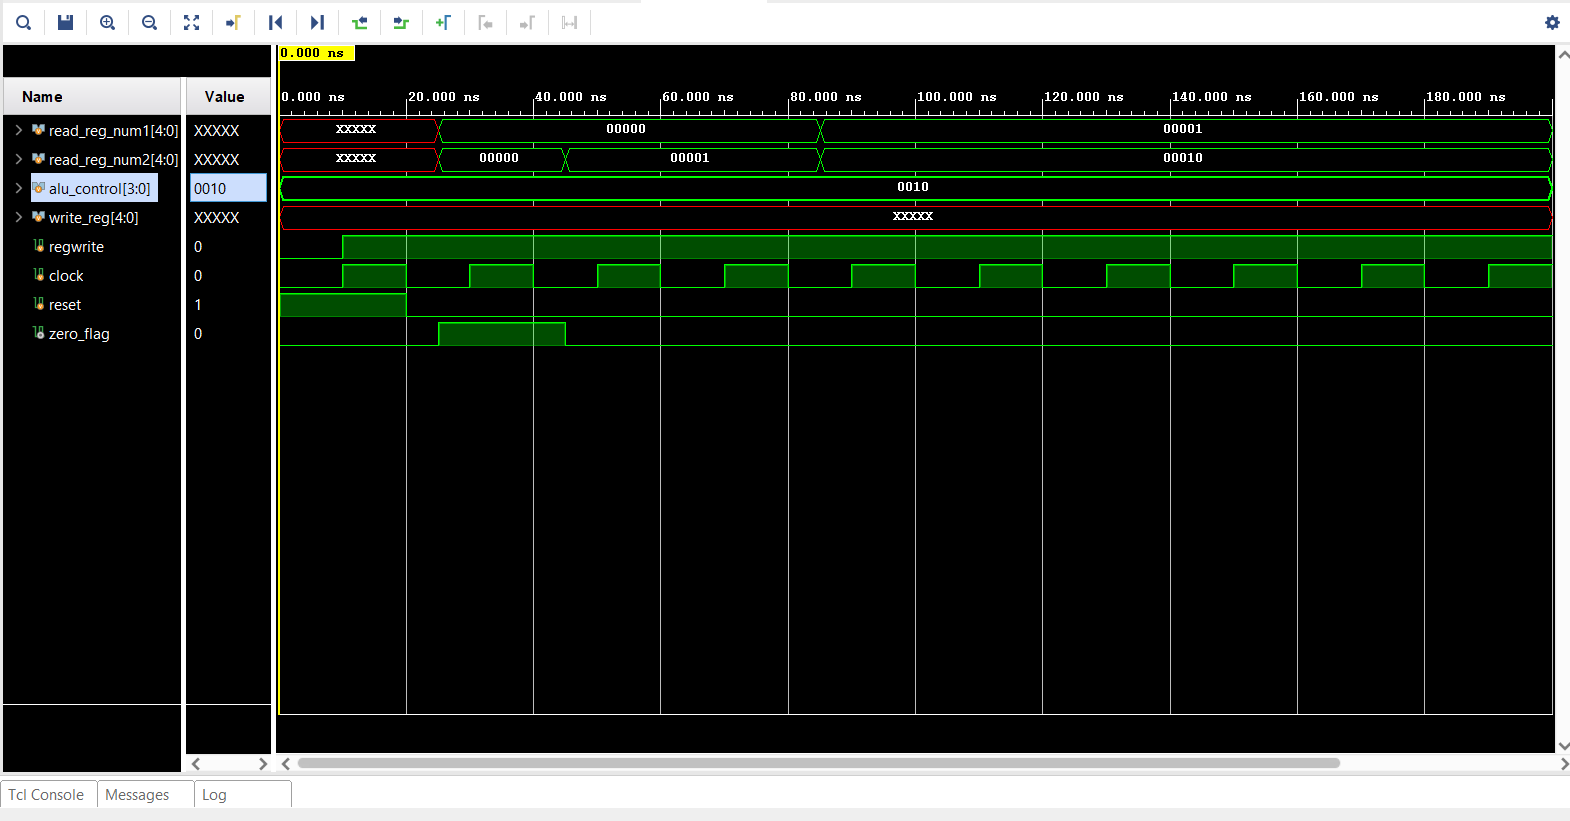 0.000 ns
Name Value
0.000 ns 20.000 ns 40.000 ns 60.000 ns 80.000 ns 100.000 ns 120.000 ns 140.000 ns 160.000 ns 180.000 ns
read_reg_num1[4:0] XXXXX XXXXX 00000 00001
read_reg_num2[4:0] XXXXX XXXXX 00000 00001 00010
alu_control[3:0] 0010 0010
write_reg[4:0] XXXXX XXXXX
regwrite 0
clock 0
reset 1
zero_flag 0
Tcl Console Messages Log